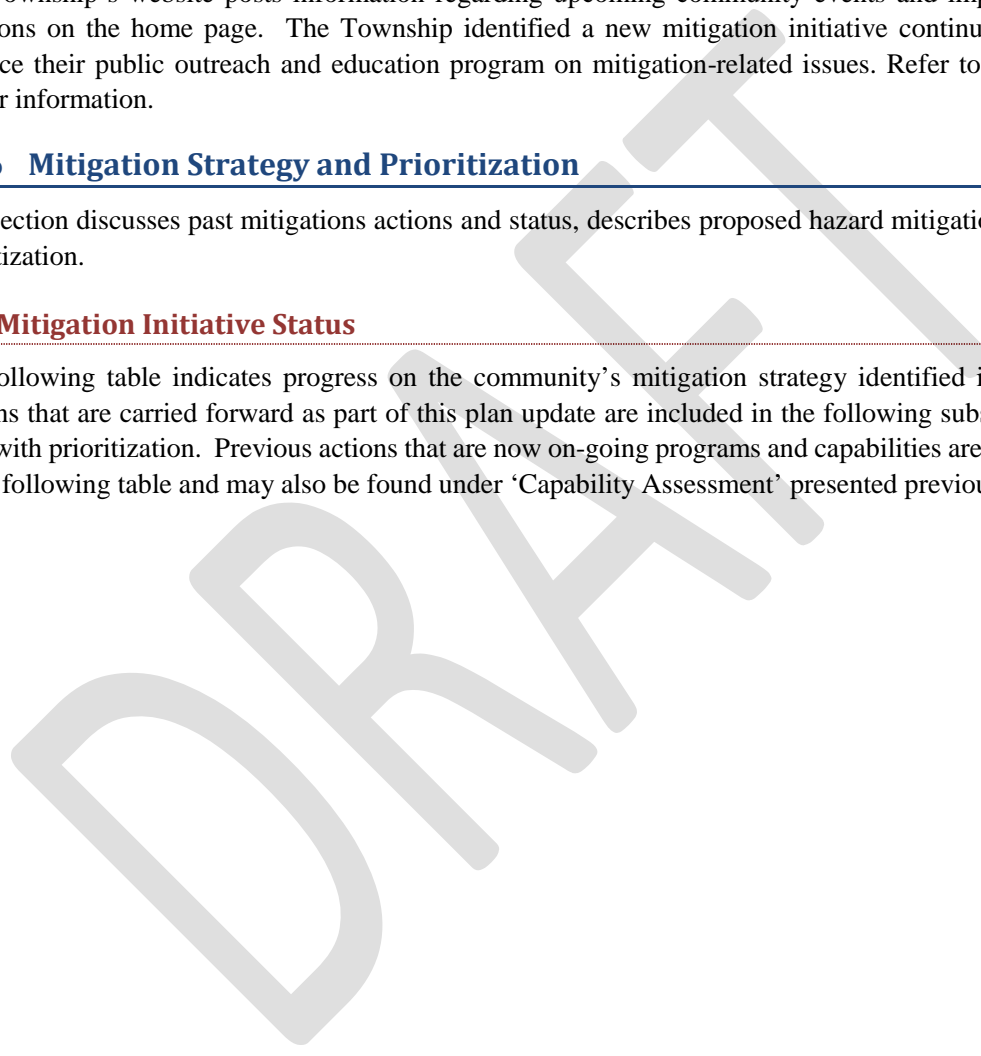 ownship's website posts information regarding upcoming community events and
ons on the home page. The Township identified a new mitigation initiative continu
ce their public outreach and education program on mitigation-related issues. Refer to
r information.
Mitigation Strategy and Prioritization
ection discusses past mitigations actions and status, describes proposed hazard mitigati
tization.
Mitigation Initiative Status
ollowing table indicates progress on the community's mitigation strategy identified i
ns that are carried forward as part of this plan update are included in the following sub
with prioritization. Previous actions that are now on-going programs and capabilities are
following table and may also be found under 'Capability Assessment' presented previou
DRAFT